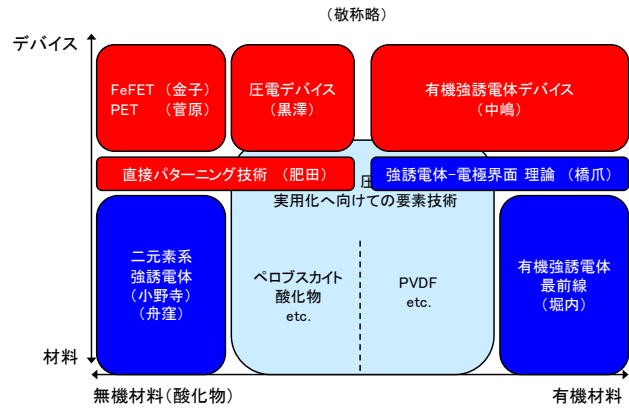 (敬称略)
デバイス
FeFET (金子)
PET (菅原)
圧電デバイス
(黒澤)
有機強誘電体デバイス
(中嶋)
直接パターニング技術 (肥田)
強誘電体-電極界面 理論 (橋爪)
圧
実用化へ向けての要素技術
二元素系
強誘電体
(小野寺)
(舟窪)
ペロブスカイト
酸化物
etc.
PVDF
etc.
有機強誘電体
最前線
(堀内)
材料
無機材料(酸化物)
有機材料